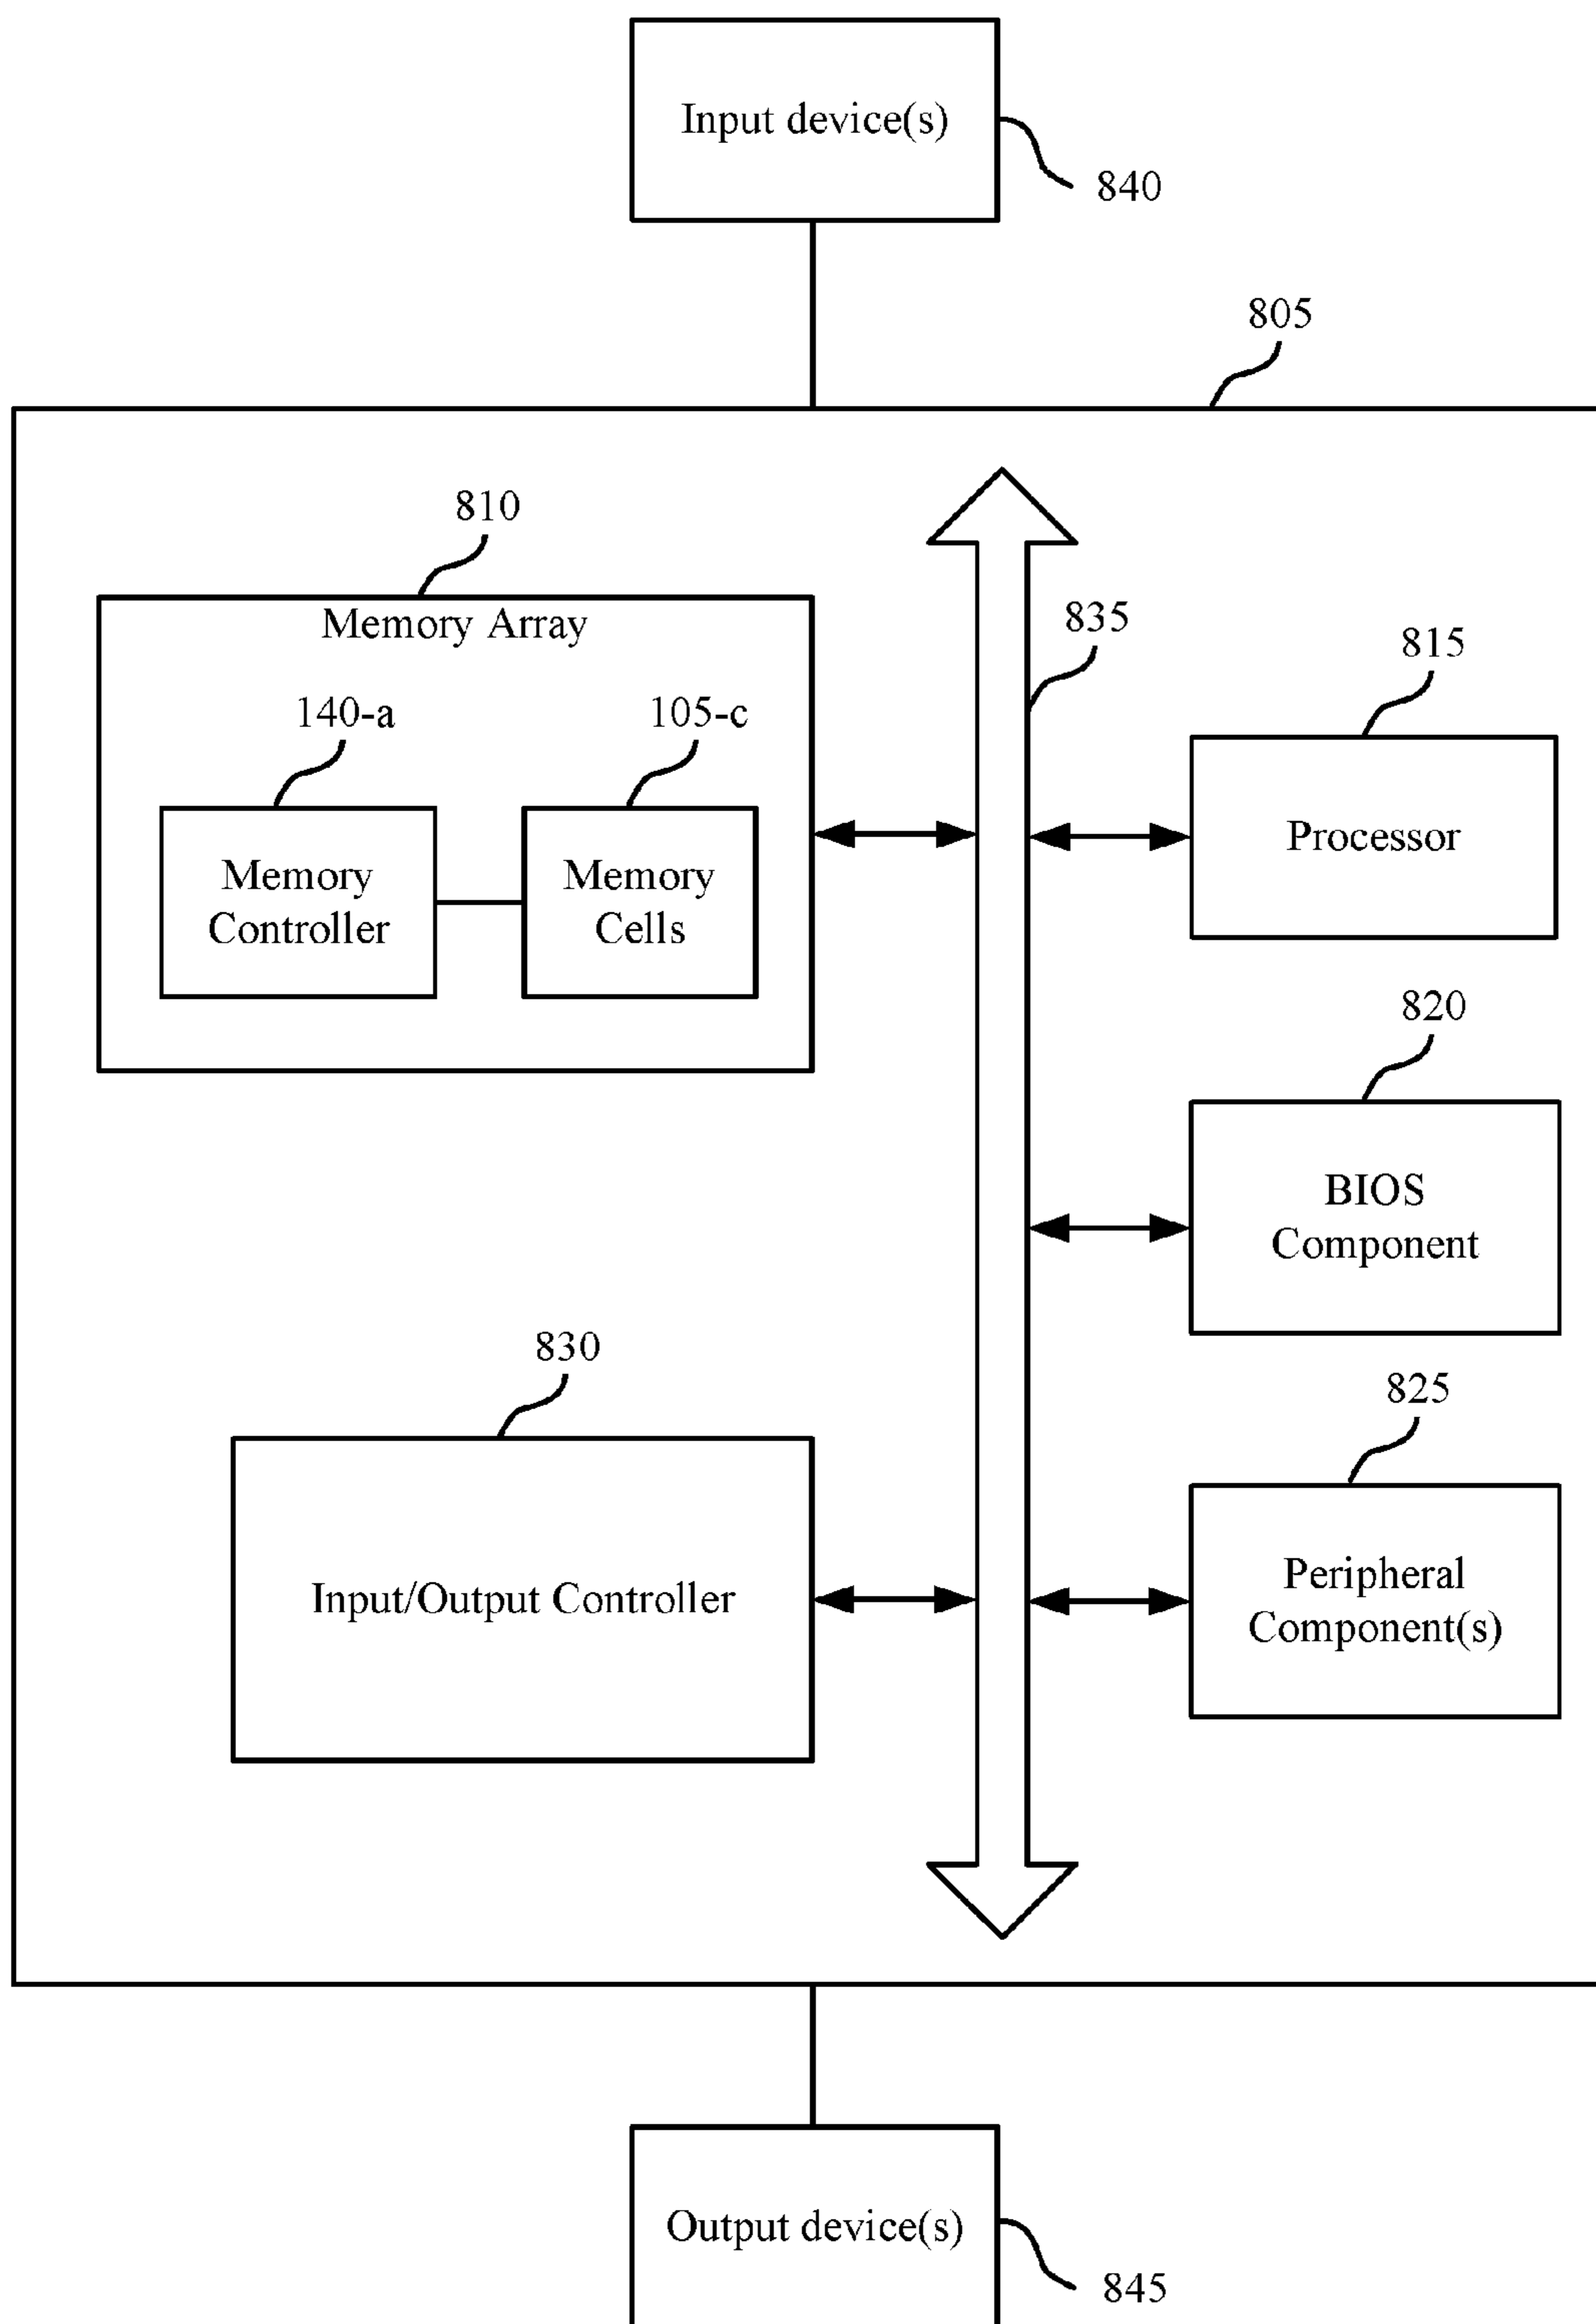 Input device(s)
840
805
810
Memory Array
835
815
140-a
105-c
Processor
Memory
Controller
Memory
Cells
820
BIOS
Component
830
825
Input/Output Controller
Peripheral
Component(s)
Output device(s)
845